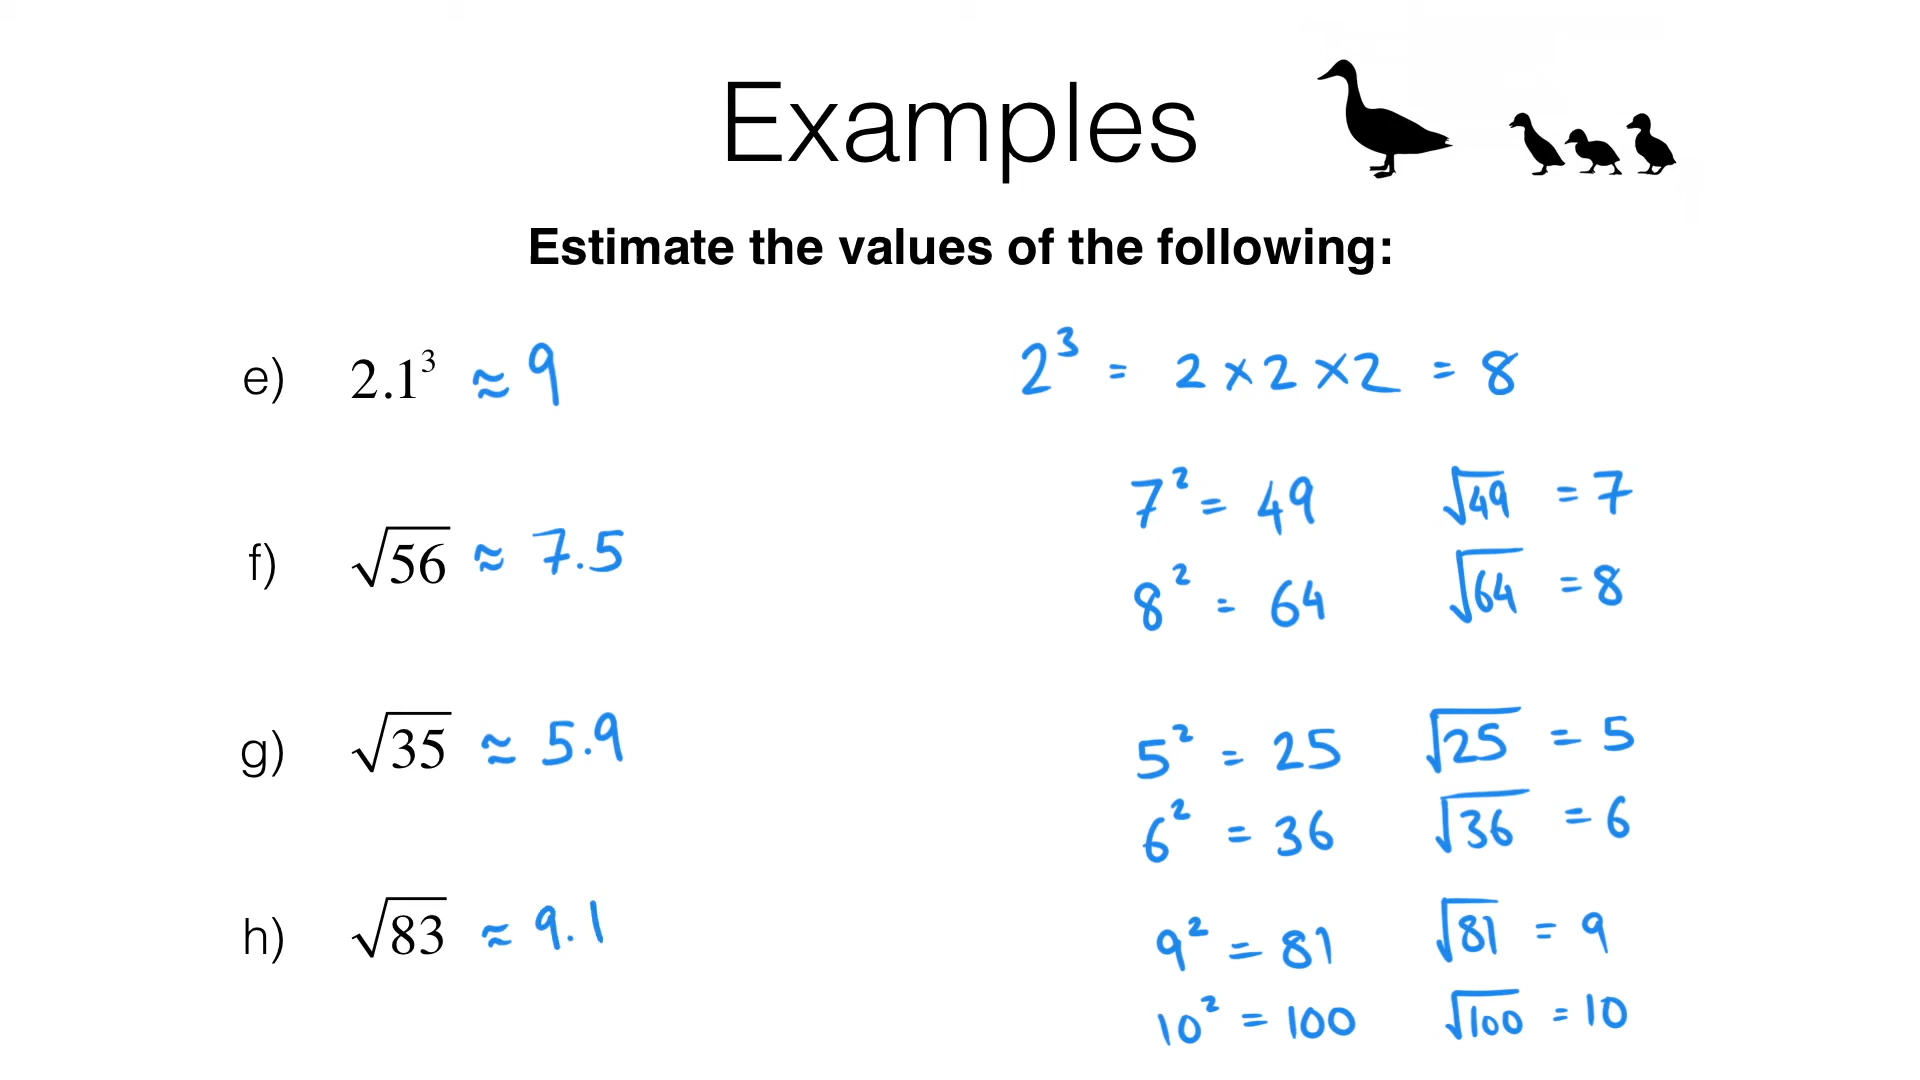 Examples
Estimate the values of the following:
e) 2.1³ ≈ 9
2³ = 2 × 2 × 2 = 8
f) √56 ≈ 7.5
7² = 49 √49 = 7
8² = 64 √64 = 8
g) √35 ≈ 5.9
5² = 25 √25 = 5
6² = 36 √36 = 6
h) √83 ≈ 9.1
9² = 81 √81 = 9
10² = 100 √100 = 10